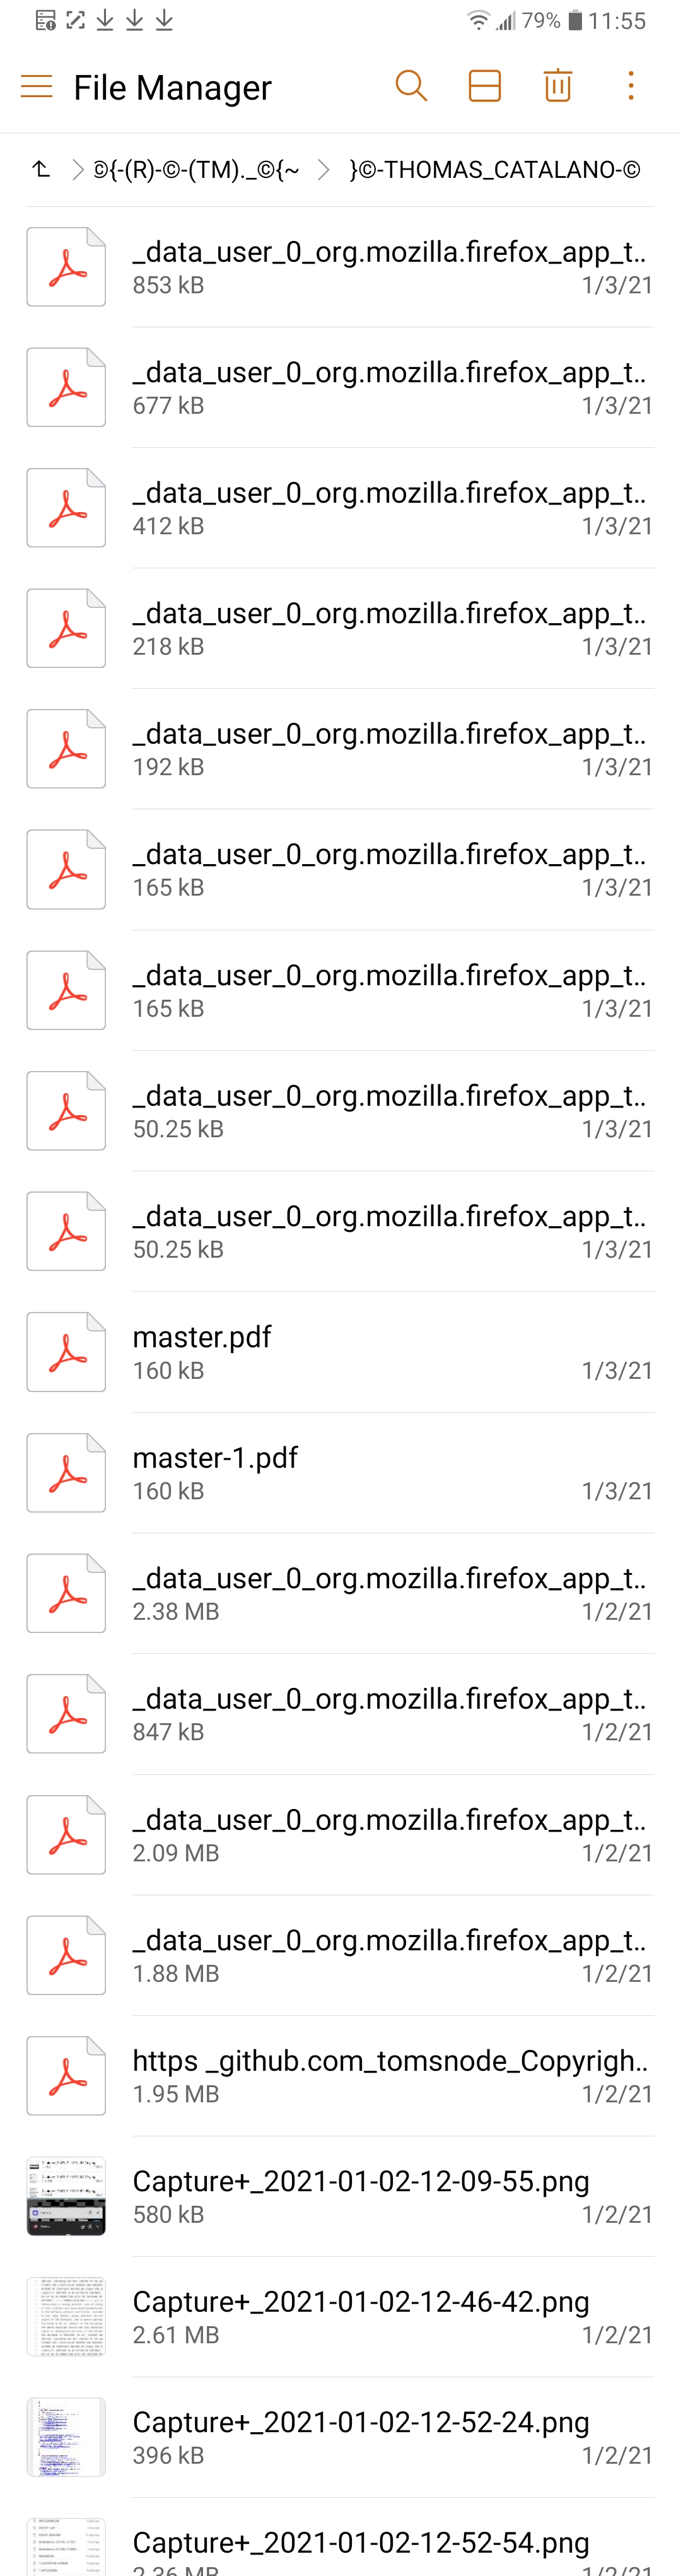 79% 11:55
File Manager
©{-(R)-©-(TM)._©{~ }©-THOMAS_CATALANO-©
_data_user_0_org.mozilla.firefox_app_t..
853 kB 1/3/21
_data_user_0_org.mozilla.firefox_app_t..
677 kB 1/3/21
_data_user_0_org.mozilla.firefox_app_t..
412 kB 1/3/21
_data_user_0_org.mozilla.firefox_app_t..
218 kB 1/3/21
_data_user_0_org.mozilla.firefox_app_t..
192 kB 1/3/21
_data_user_0_org.mozilla.firefox_app_t..
165 kB 1/3/21
_data_user_0_org.mozilla.firefox_app_t..
165 kB 1/3/21
_data_user_0_org.mozilla.firefox_app_t..
50.25 kB 1/3/21
_data_user_0_org.mozilla.firefox_app_t..
50.25 kB 1/3/21
master.pdf
160 kB 1/3/21
master-1.pdf
160 kB 1/3/21
_data_user_0_org.mozilla.firefox_app_t..
2.38 MB 1/2/21
_data_user_0_org.mozilla.firefox_app_t..
847 kB 1/2/21
_data_user_0_org.mozilla.firefox_app_t..
2.09 MB 1/2/21
_data_user_0_org.mozilla.firefox_app_t..
1.88 MB 1/2/21
https _github.com_tomsnode_Copyrigh..
1.95 MB 1/2/21
Capture+_2021-01-02-12-09-55.png
580 kB 1/2/21
Capture+_2021-01-02-12-46-42.png
2.61 MB 1/2/21
Capture+_2021-01-02-12-52-24.png
396 kB 1/2/21
Capture+_2021-01-02-12-52-54.png
2.36 MB 1/2/21